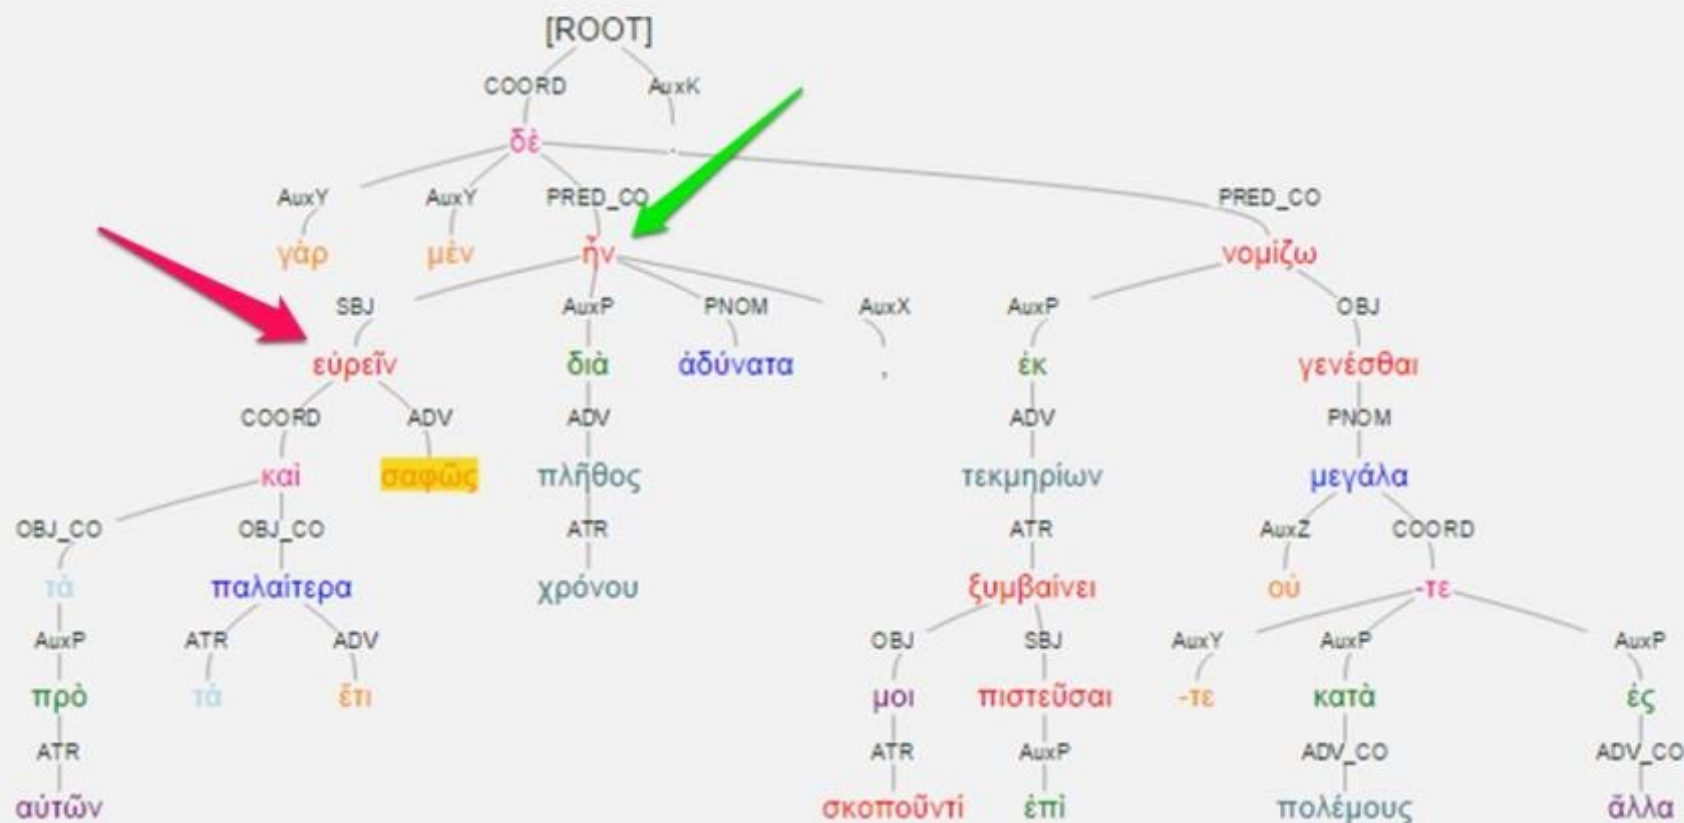 [ROOT]
COORD AuxK
δὲ .
AuxY AuxY PRED_CO PRED_CO
γὰρ μὲν ἦν νομίζω
SBJ AuxP PNOM AuxX AuxP OBJ
εὑρεῖν διὰ ἀδύνατα , ἐκ γενέσθαι
COORD ADV ADV ADV PNOM
καὶ σαφῶς πλῆθος τεκμηρίων μεγάλα
OBJ_CO OBJ_CO ATR ATR AuxZ COORD
τὰ παλαίτερα χρόνου ξυμβαίνει οὐ -τε
AuxP ATR ADV OBJ SBJ AuxY AuxP AuxP
πρὸ τὰ ἔτι μοι πιστεῦσαι -τε κατὰ ἐς
ATR ATR AuxP ADV_CO ADV_CO
αὐτῶν σκοποῦντί ἐπὶ πολέμους ἄλλα